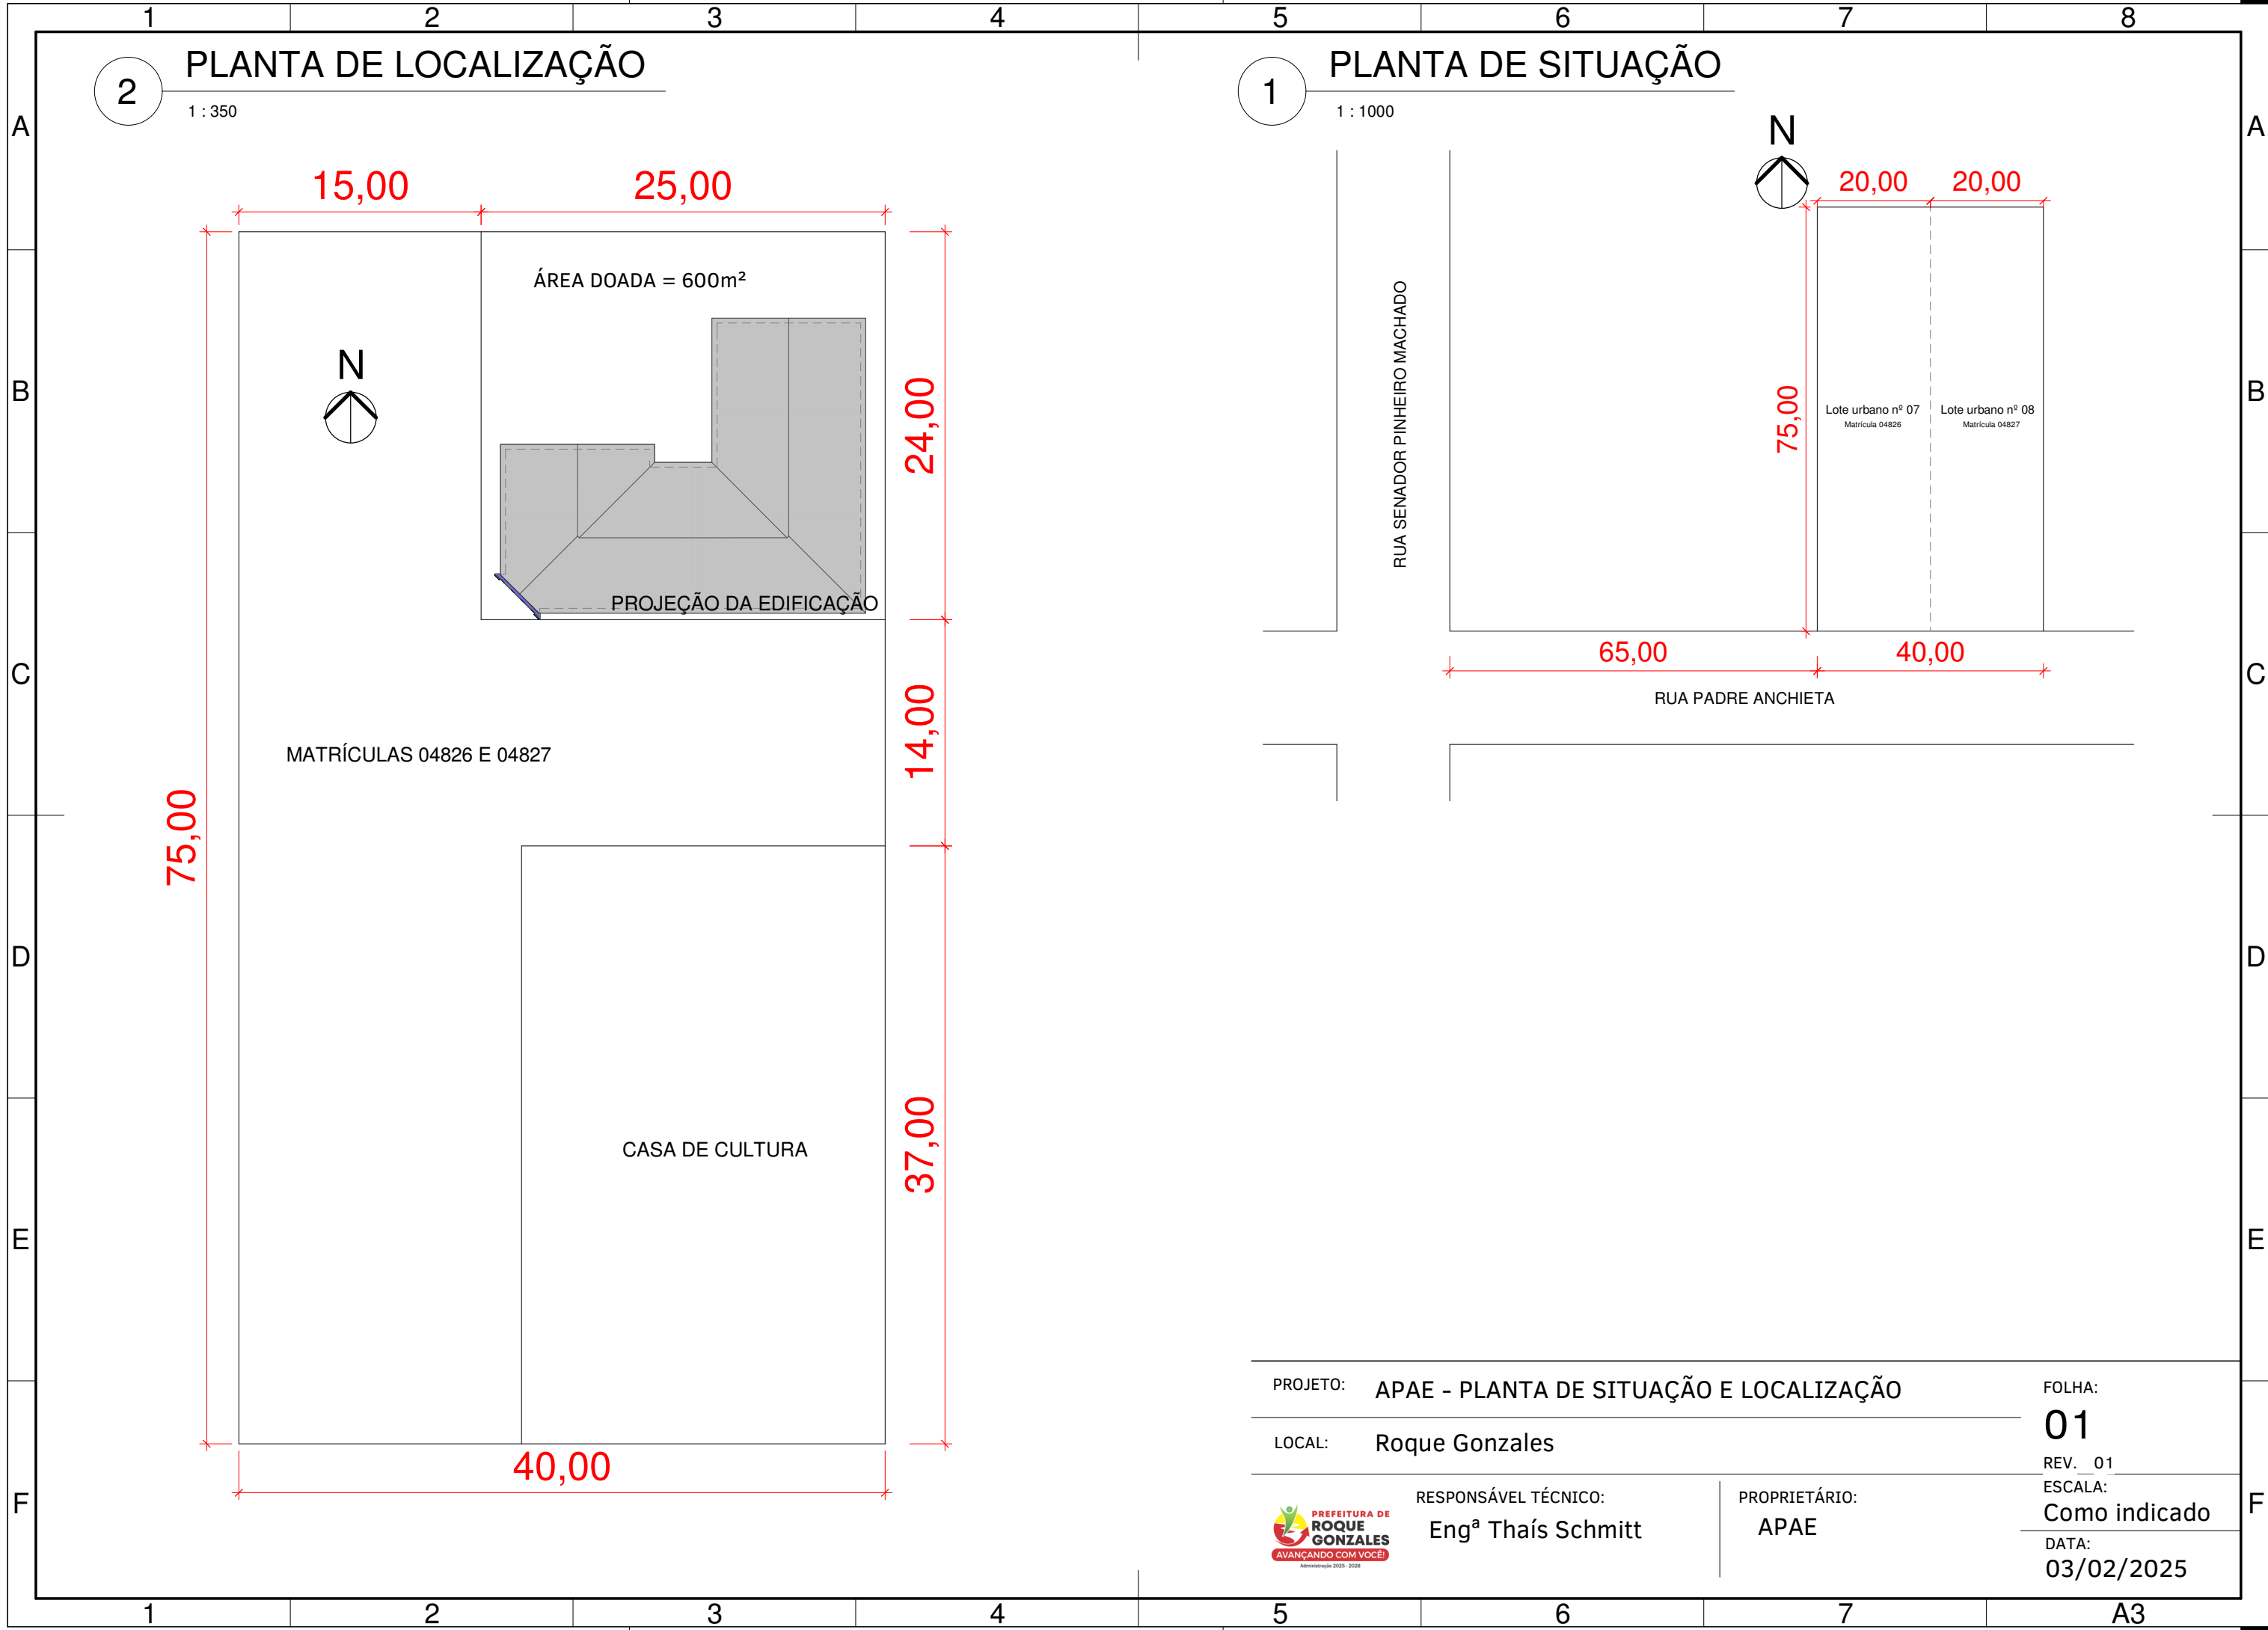 1 2 3 4 5 6 7 8
A A
B B
C C
D D
E E
F F
2
PLANTA DE LOCALIZAÇÃO
1 : 350
15,00
25,00
ÁREA DOADA = 600m²
N
24,00
PROJEÇÃO DA EDIFICAÇÃO
14,00
MATRÍCULAS 04826 E 04827
75,00
37,00
CASA DE CULTURA
40,00
1
PLANTA DE SITUAÇÃO
1 : 1000
N
20,00
20,00
RUA SENADOR PINHEIRO MACHADO
75,00
Lote urbano nº 07
Matrícula 04826
Lote urbano nº 08
Matrícula 04827
65,00
40,00
RUA PADRE ANCHIETA
PROJETO: APAE - PLANTA DE SITUAÇÃO E LOCALIZAÇÃO
LOCAL: Roque Gonzales
FOLHA:
01
REV. 01
PREFEITURA DE
ROQUE
GONZALES
AVANÇANDO COM VOCÊ!
Administração 2025 - 2028
RESPONSÁVEL TÉCNICO:
Engª Thaís Schmitt
PROPRIETÁRIO:
APAE
ESCALA:
Como indicado
DATA:
03/02/2025
1 2 3 4 5 6 7 A3